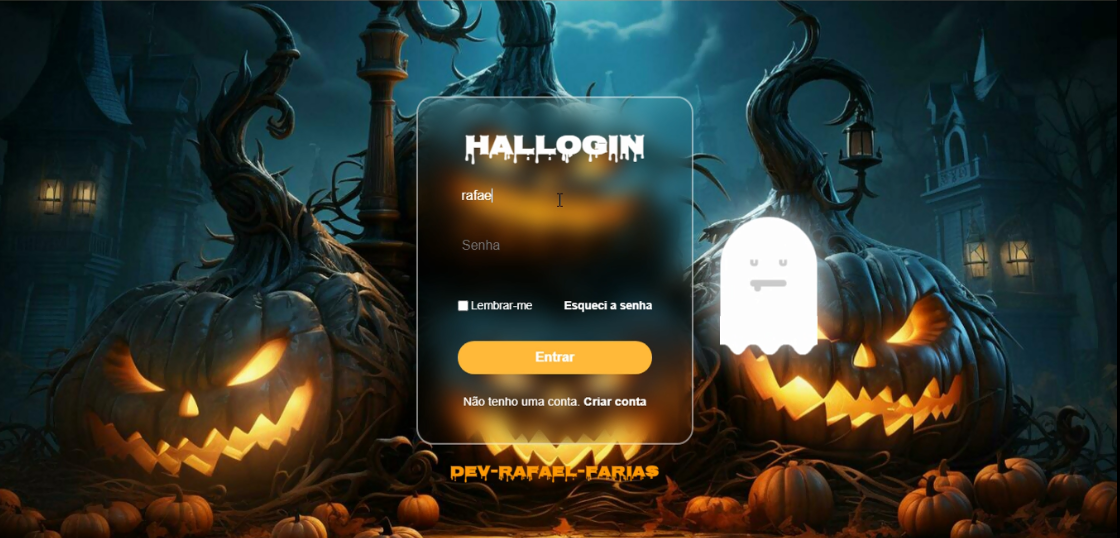 HALLOGIN
rafae
Senha
Lembrar-me Esqueci a senha
Entrar
Não tenho uma conta. Criar conta
DEV-RAFAEL-FARIAS